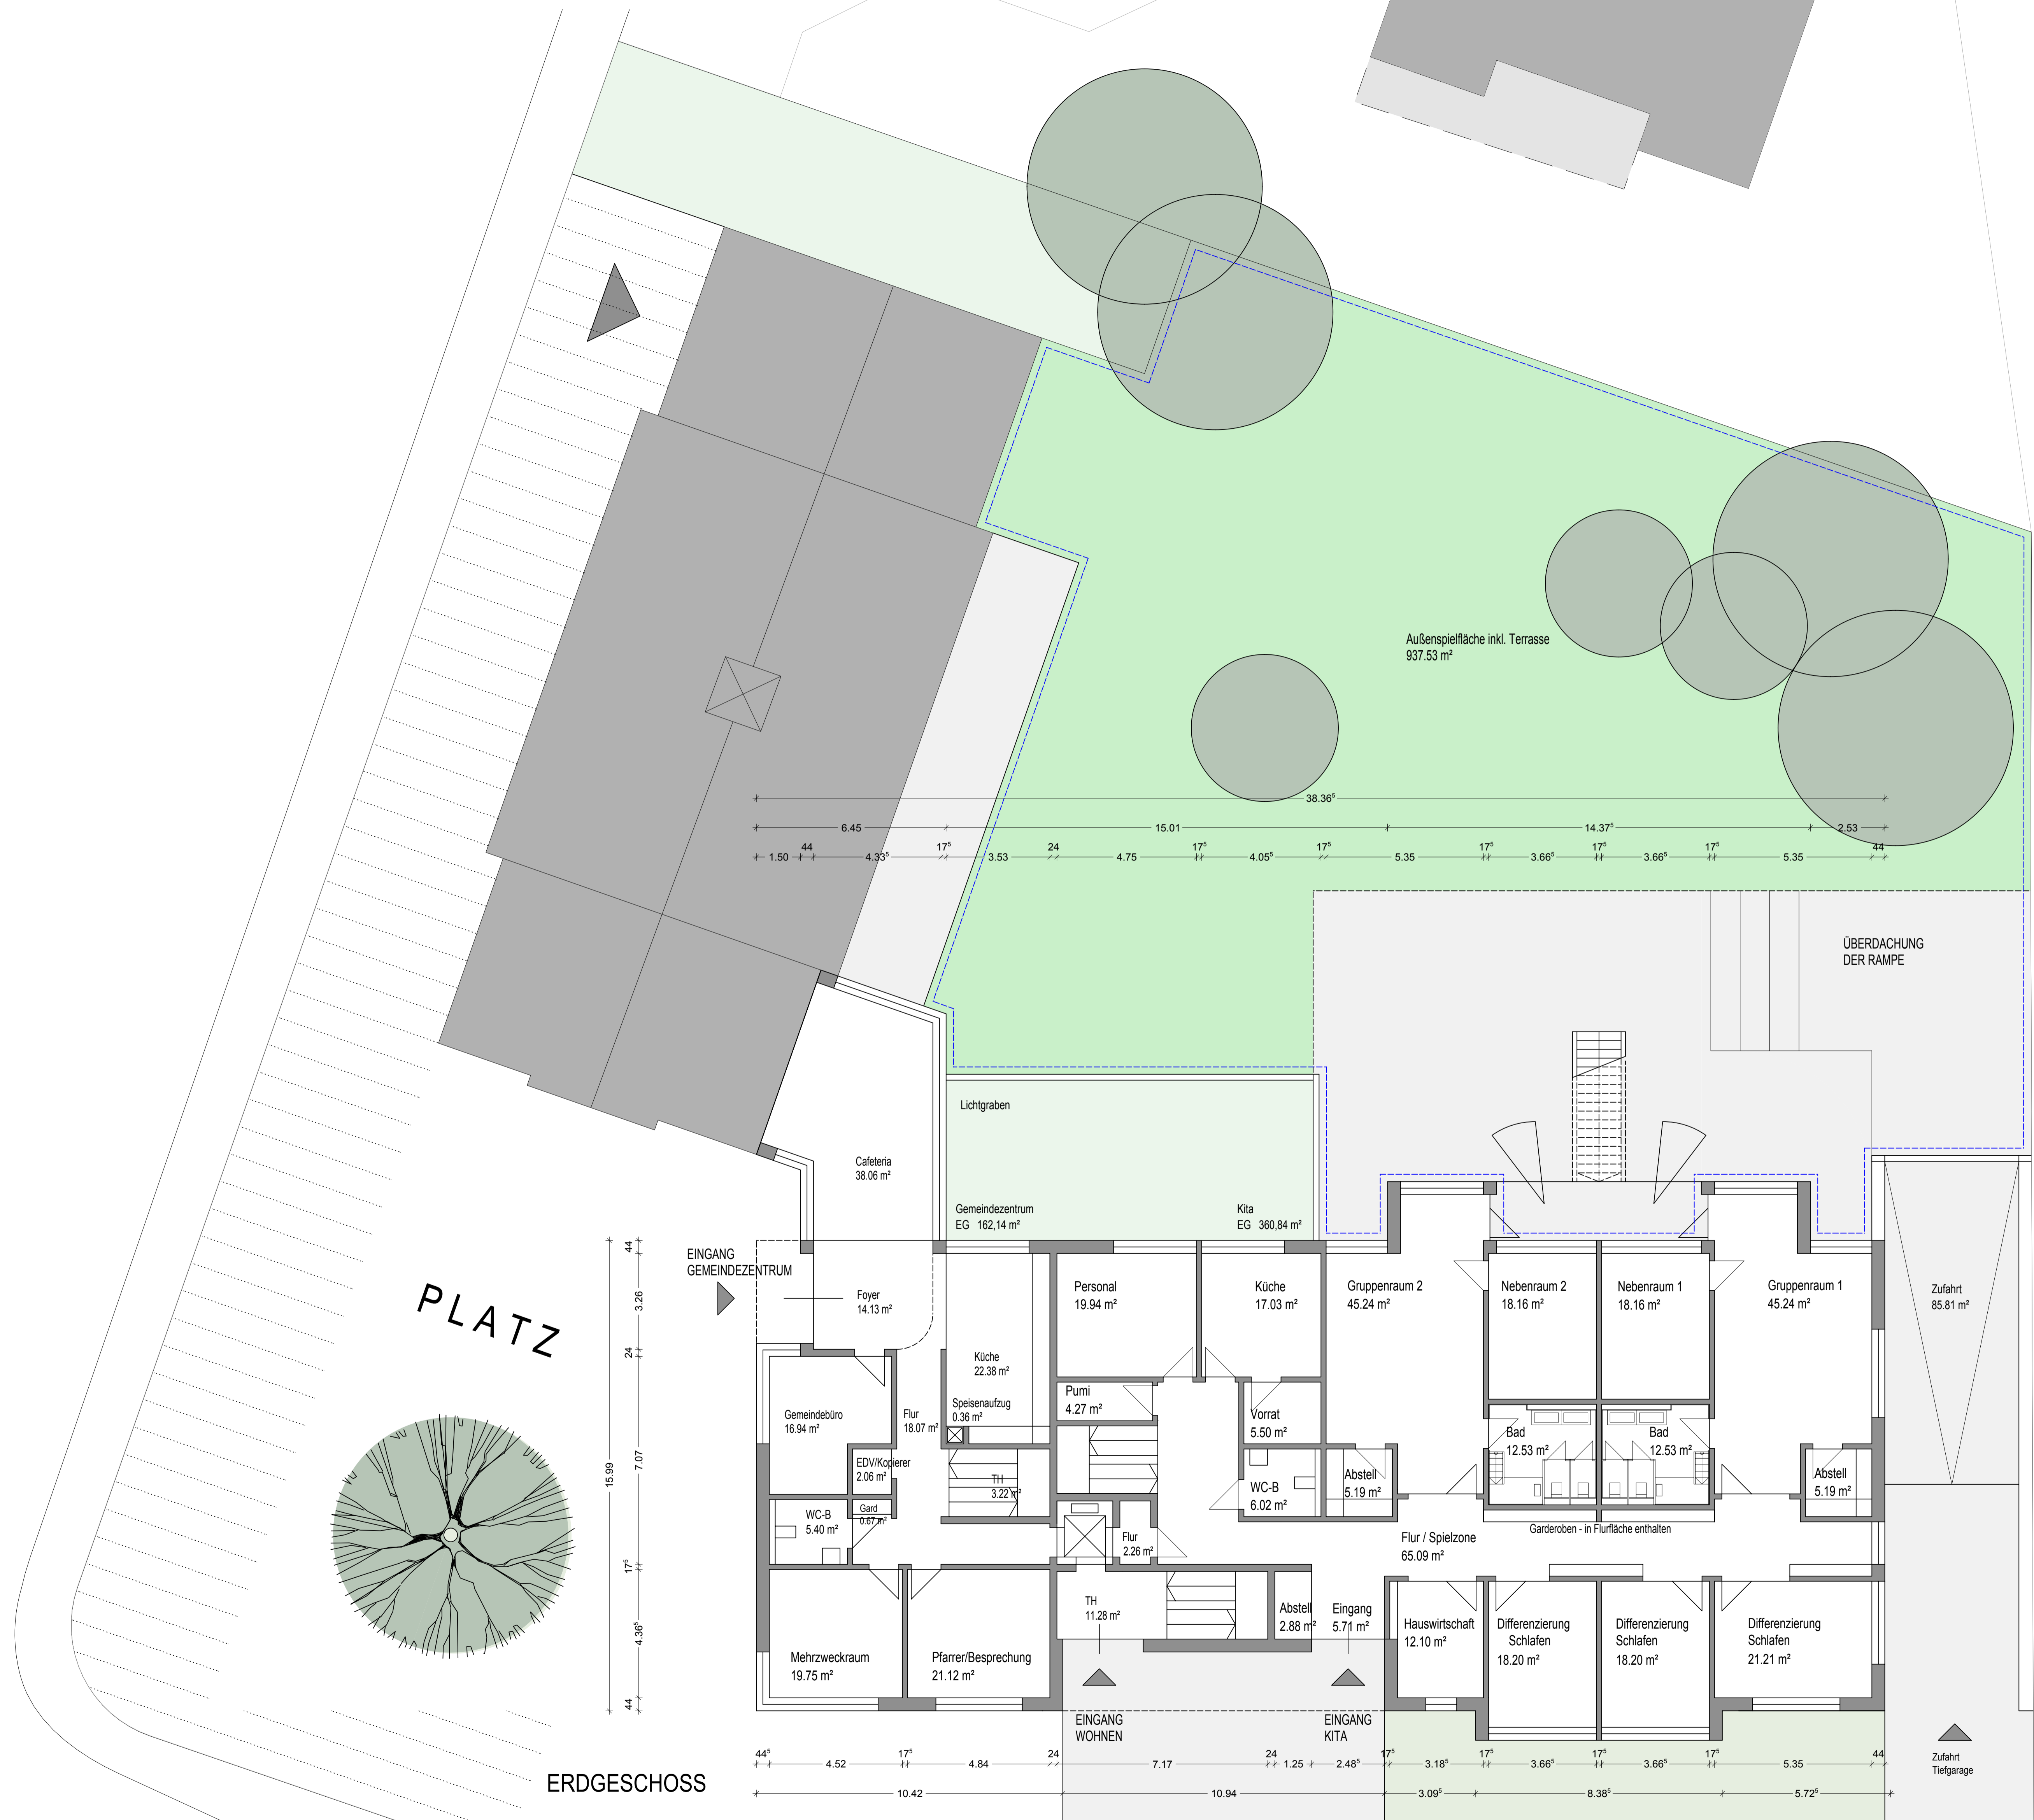 Außenspielfläche inkl. Terrasse
937.53 m²
38.36⁵
6.45 15.01 14.37⁵ 2.53
44 17⁵ 24 17⁵ 17⁵ 17⁵ 17⁵ 17⁵ 44
1.50 4.33⁵ 3.53 4.75 4.05⁵ 5.35 3.66⁵ 3.66⁵ 5.35
ÜBERDACHUNG
DER RAMPE
Lichtgraben
Cafeteria
38.06 m²
Gemeindezentrum
EG 162,14 m²
Kita
EG 360,84 m²
EINGANG
GEMEINDEZENTRUM
PLATZ
Foyer
14.13 m²
Personal
19.94 m²
Küche
17.03 m²
Gruppenraum 2
45.24 m²
Nebenraum 2
18.16 m²
Nebenraum 1
18.16 m²
Gruppenraum 1
45.24 m²
Zufahrt
85.81 m²
Küche
22.38 m²
Speisenaufzug
0.36 m²
Pumi
4.27 m²
Gemeindebüro
16.94 m²
Flur
18.07 m²
Vorrat
5.50 m²
Bad
12.53 m²
Bad
12.53 m²
EDV/Kopierer
2.06 m²
TH
3.22 m²
WC-B
6.02 m²
Abstell
5.19 m²
Abstell
5.19 m²
Gard
0.67 m²
WC-B
5.40 m²
Flur
2.26 m²
Flur / Spielzone
65.09 m²
Garderoben - in Flurfläche enthalten
TH
11.28 m²
Abstell
2.88 m²
Eingang
5.71 m²
Hauswirtschaft
12.10 m²
Differenzierung
Schlafen
18.20 m²
Differenzierung
Schlafen
18.20 m²
Differenzierung
Schlafen
21.21 m²
Mehrzweckraum
19.75 m²
Pfarrer/Besprechung
21.12 m²
44
3.26
24
7.07
15.99
17⁵
4.36⁵
44
EINGANG
WOHNEN
EINGANG
KITA
Zufahrt
Tiefgarage
44⁵ 17⁵ 24 24 17⁵ 17⁵ 17⁵ 17⁵ 44
4.52 4.84 7.17 1.25 2.48⁵ 3.18⁵ 3.66⁵ 3.66⁵ 5.35
10.42 10.94 3.09⁵ 8.38⁵ 5.72⁵
ERDGESCHOSS